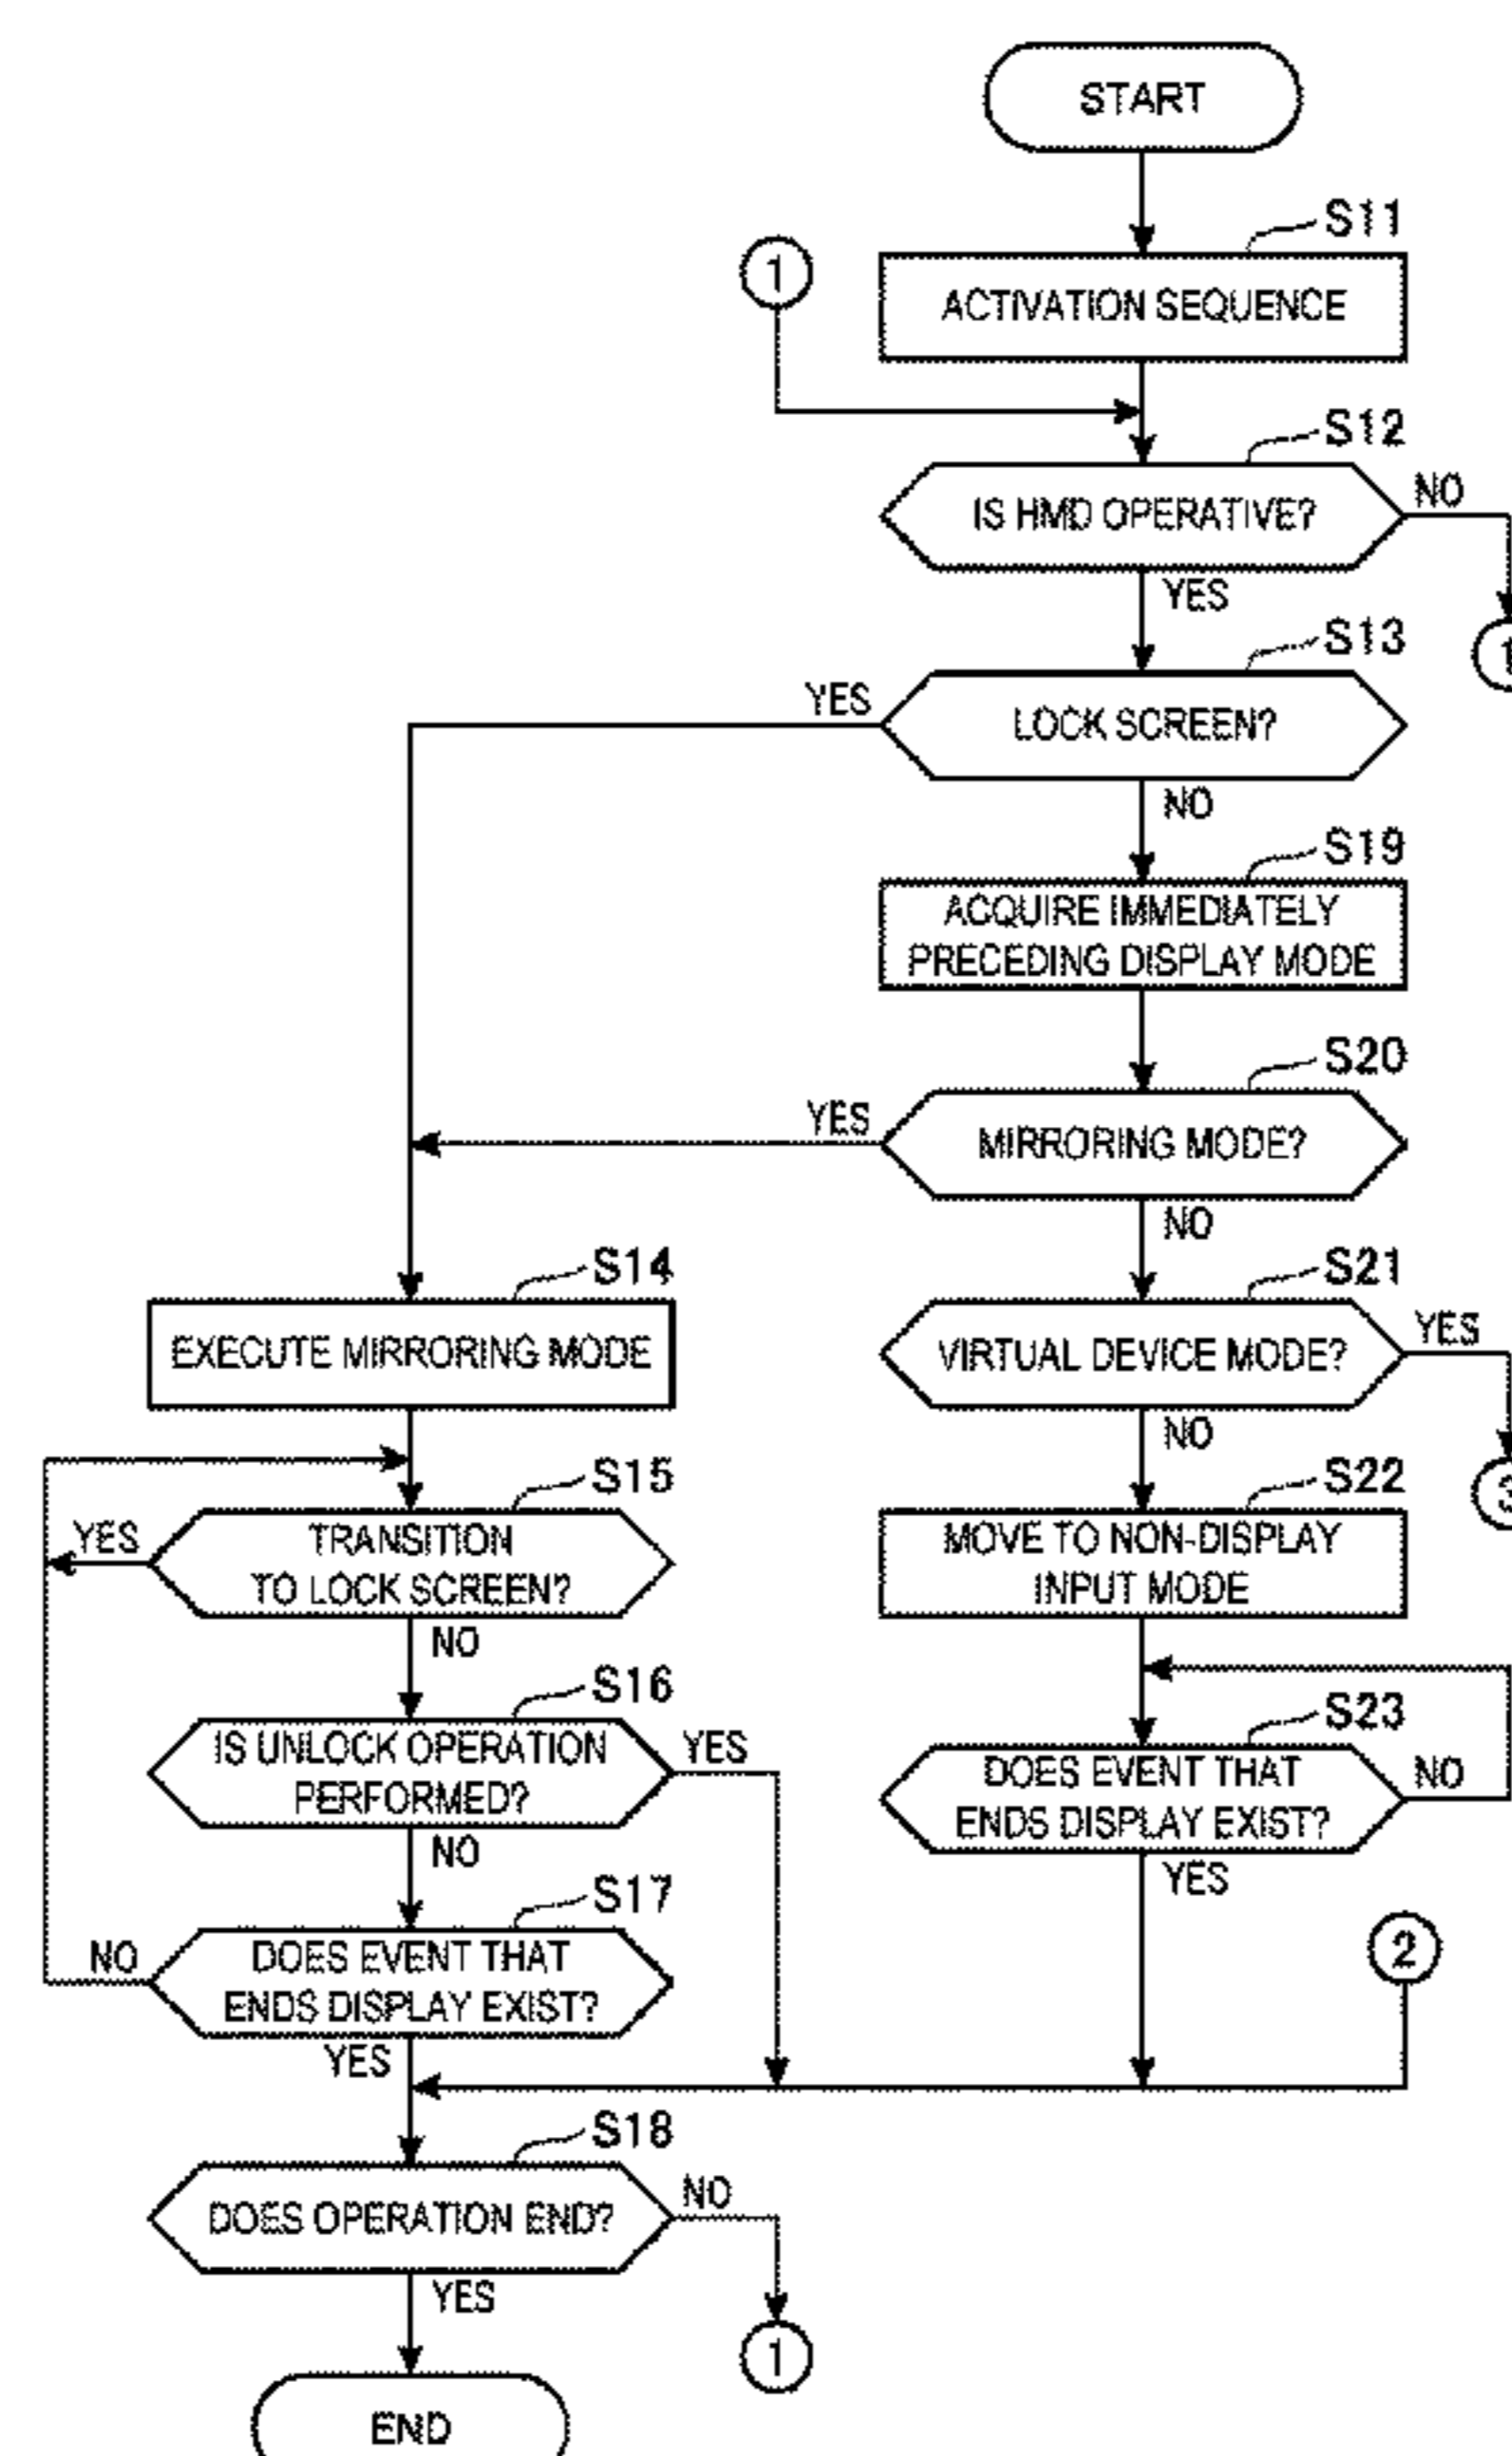 START
S11
1
ACTIVATION SEQUENCE
S12
IS HMD OPERATIVE?
NO
YES
S13
1
YES
LOCK SCREEN?
NO
S19
ACQUIRE IMMEDIATELY
PRECEDING DISPLAY MODE
S20
YES
MIRRORING MODE?
NO
S14
S21
EXECUTE MIRRORING MODE
VIRTUAL DEVICE MODE?
YES
NO
S15
S22
3
YES
TRANSITION
TO LOCK SCREEN?
MOVE TO NON-DISPLAY
INPUT MODE
NO
S16
S23
IS UNLOCK OPERATION
PERFORMED?
YES
DOES EVENT THAT
ENDS DISPLAY EXIST?
NO
NO
YES
S17
NO
DOES EVENT THAT
ENDS DISPLAY EXIST?
2
YES
S18
DOES OPERATION END?
NO
YES
1
END